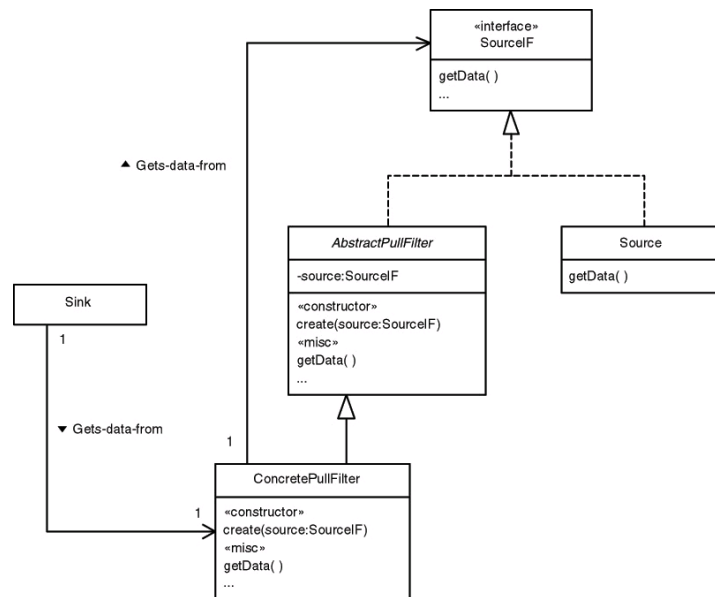 «interface»
SourceIF
getData( )
...
▲ Gets-data-from
AbstractPullFilter
-source:SourceIF
«constructor»
create(source:SourceIF)
«misc»
getData( )
...
Source
getData( )
Sink
1
▼ Gets-data-from
1
1
ConcretePullFilter
«constructor»
create(source:SourceIF)
«misc»
getData( )
...